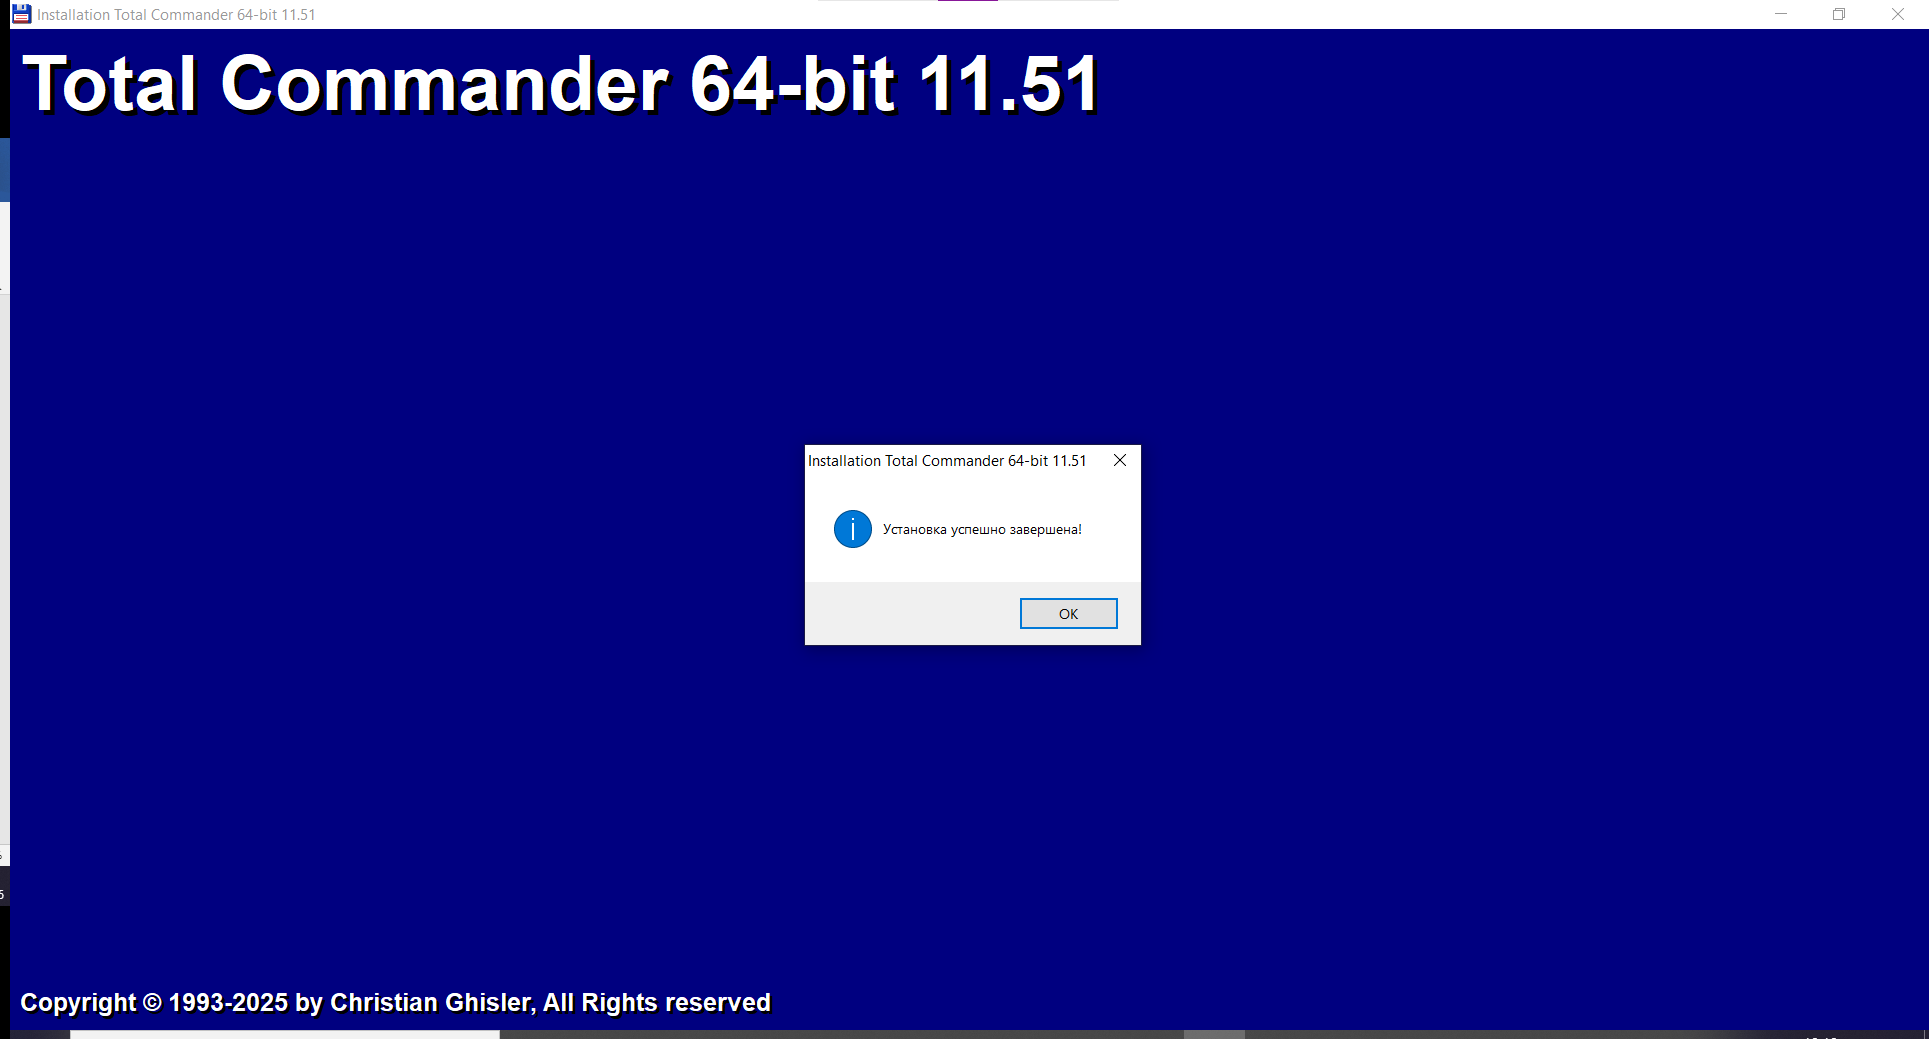 Installation Total Commander 64-bit 11.51
Total Commander 64-bit 11.51
Installation Total Commander 64-bit 11.51
Установка успешно завершена!
OK
Copyright © 1993-2025 by Christian Ghisler, All Rights reserved